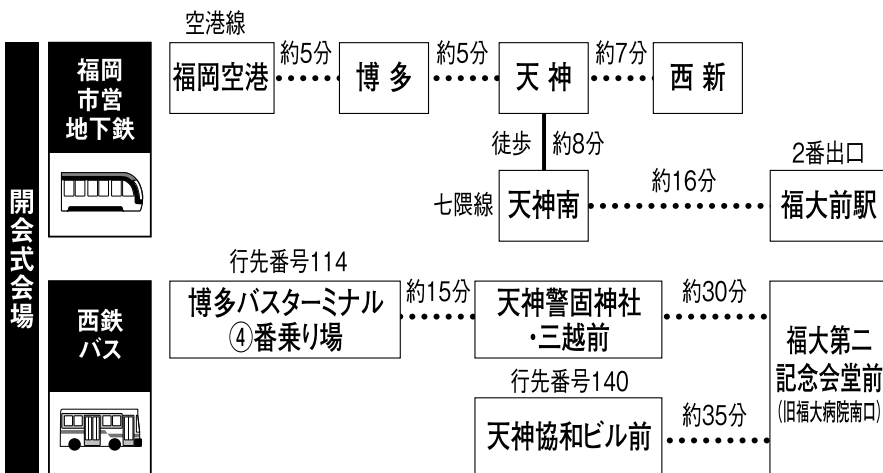 開会式会場
福岡
市営
地下鉄
空港線
福岡空港 約5分 博多 約5分 天神 約7分 西新
徒歩 約8分
七隈線 天神南 約16分 2番出口
福大前駅
西鉄
バス
行先番号114
博多バスターミナル
④番乗り場
約15分
天神警固神社
・三越前
約30分
行先番号140
天神協和ビル前
約35分
福大第二
記念会堂前
(旧福大病院南口)